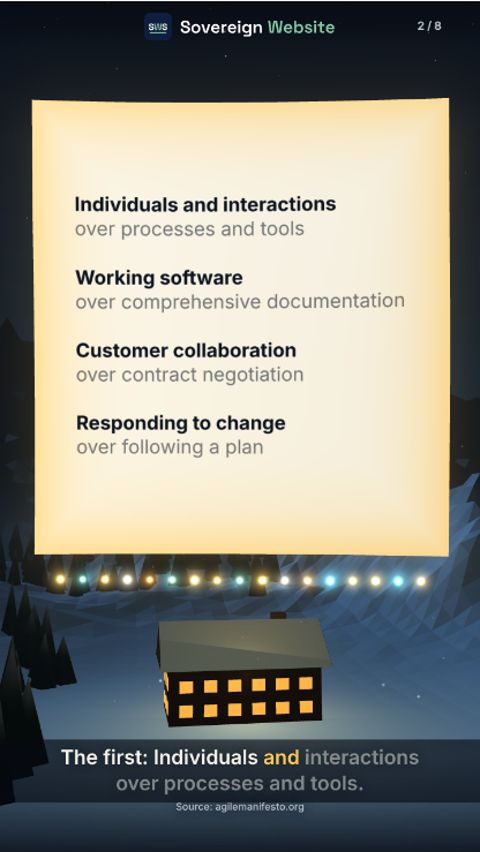 sws Sovereign Website
2 / 8
Individuals and interactions
over processes and tools
Working software
over comprehensive documentation
Customer collaboration
over contract negotiation
Responding to change
over following a plan
The first: Individuals and interactions
over processes and tools.
Source: agilemanifesto.org